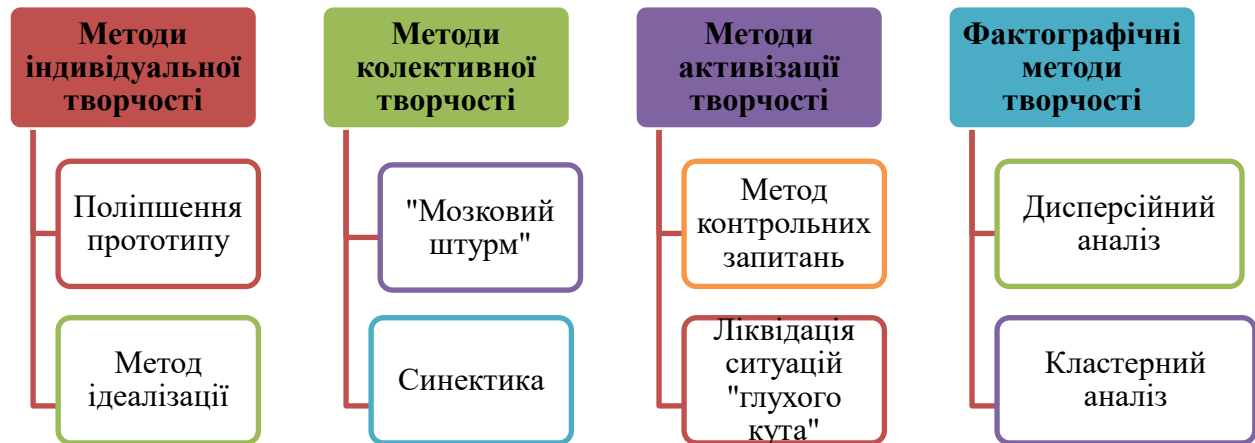 Методи
індивідуальної
творчості
Поліпшення
прототипу
Метод
ідеалізації
Методи
колективної
творчості
"Мозковий
штурм"
Синектика
Методи
активізації
творчості
Метод
контрольних
запитань
Ліквідація
ситуацій
"глухого
кута"
Фактографічні
методи
творчості
Дисперсійний
аналіз
Кластерний
аналіз